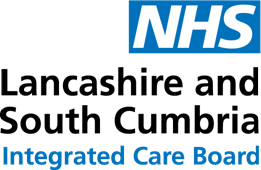 NHS
Lancashire and
South Cumbria
Integrated Care Board